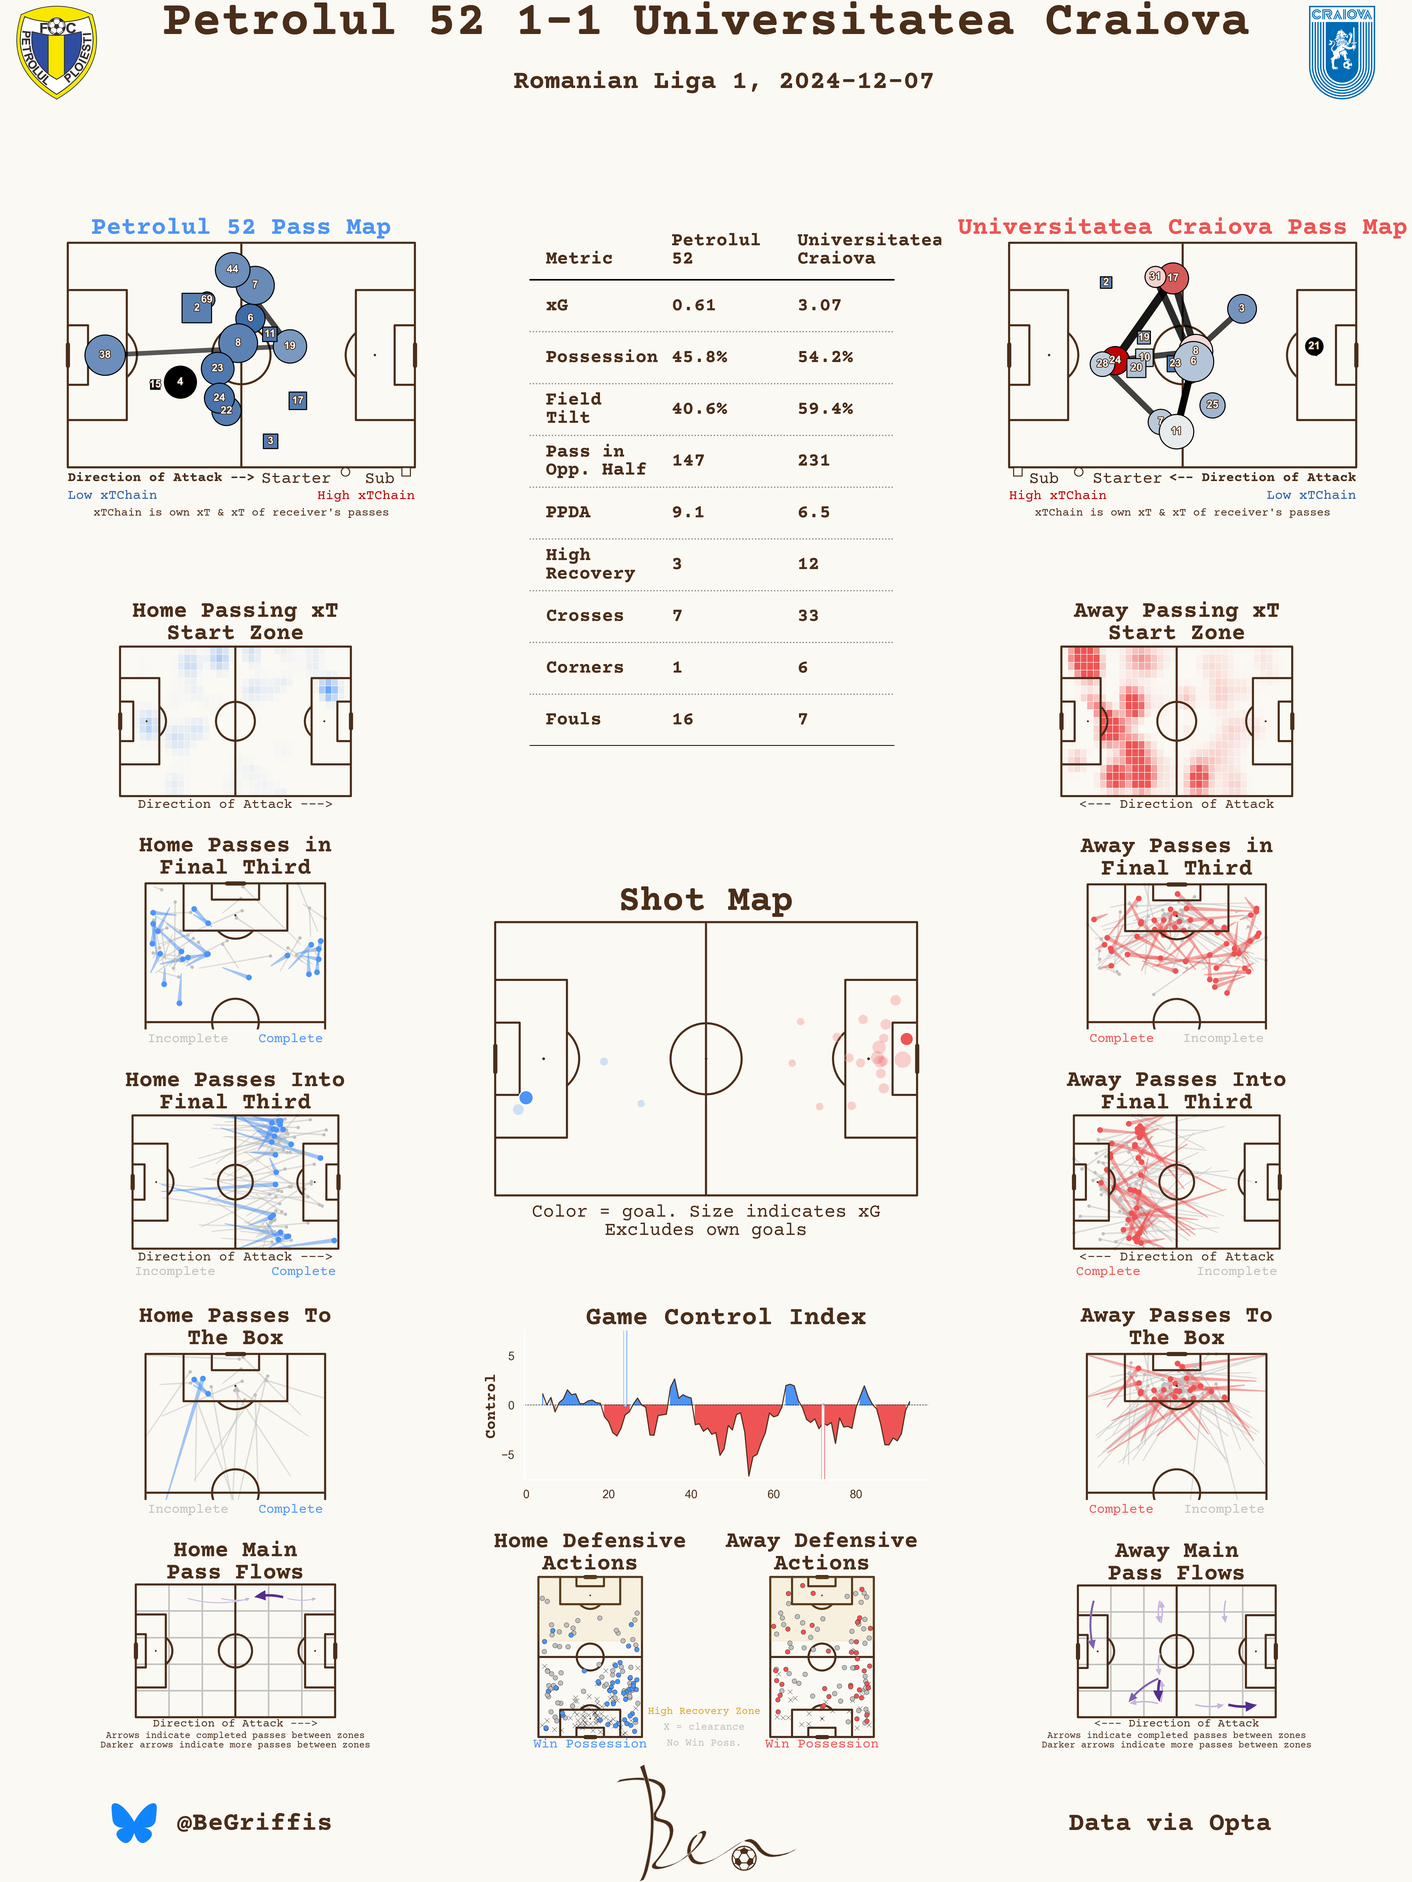 Petrolul 52 1-1 Universitatea Craiova
Romanian Liga 1, 2024-12-07
F C
PETROLUL PLOIESTI
CRAIOVA
Petrolul 52 Pass Map
44
7
69
2
6
11
8
19
38
23
15
4
24
22
17
3
Direction of Attack --> Starter Sub
Low xTChain High xTChain
xTChain is own xT & xT of receiver's passes
Metric Petrolul 52 Universitatea Craiova
xG 0.61 3.07
Possession 45.8% 54.2%
Field Tilt 40.6% 59.4%
Pass in Opp. Half 147 231
PPDA 9.1 6.5
High Recovery 3 12
Crosses 7 33
Corners 1 6
Fouls 16 7
Universitatea Craiova Pass Map
2
31
17
3
19
21
8
10
28
24
20
23
6
25
7
11
Sub Starter <-- Direction of Attack
High xTChain Low xTChain
xTChain is own xT & xT of receiver's passes
Home Passing xT
Start Zone
Direction of Attack --->
Away Passing xT
Start Zone
<--- Direction of Attack
Home Passes in
Final Third
Incomplete Complete
Away Passes in
Final Third
Complete Incomplete
Shot Map
Color = goal. Size indicates xG
Excludes own goals
Home Passes Into
Final Third
Direction of Attack --->
Incomplete Complete
Away Passes Into
Final Third
<--- Direction of Attack
Complete Incomplete
Home Passes To
The Box
Incomplete Complete
Game Control Index
Control
5
0
−5
0 20 40 60 80
Away Passes To
The Box
Complete Incomplete
Home Main
Pass Flows
Direction of Attack --->
Arrows indicate completed passes between zones
Darker arrows indicate more passes between zones
Home Defensive
Actions
Win Possession
High Recovery Zone
X = clearance
No Win Poss.
Away Defensive
Actions
Win Possession
Away Main
Pass Flows
<--- Direction of Attack
Arrows indicate completed passes between zones
Darker arrows indicate more passes between zones
@BeGriffis
Ben
Data via Opta